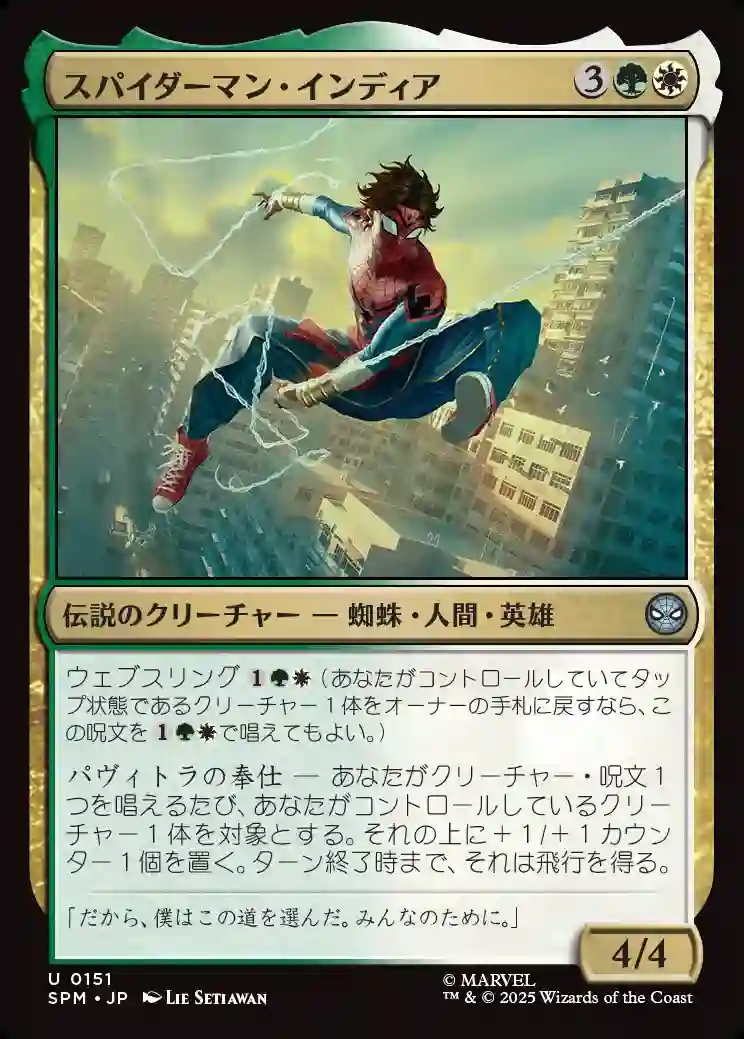 スパイダーマン・インディア 3
伝説のクリーチャー ― 蜘蛛・人間・英雄
ウェブスリング 1（あなたがコントロールしていてタッ
プ状態であるクリーチャー１体をオーナーの手札に戻すなら、こ
の呪文を 1で唱えてもよい。）
パヴィトラの奉仕 ― あなたがクリーチャー・呪文１
つを唱えるたび、あなたがコントロールしているクリー
チャー１体を対象とする。それの上に＋１/＋１カウン
ター１個を置く。ターン終了時まで、それは飛行を得る。
「だから、僕はこの道を選んだ。みんなのために。」
4/4
U 0151
SPM・JP LIE SETIAWAN
© MARVEL
™ & © 2025 Wizards of the Coast